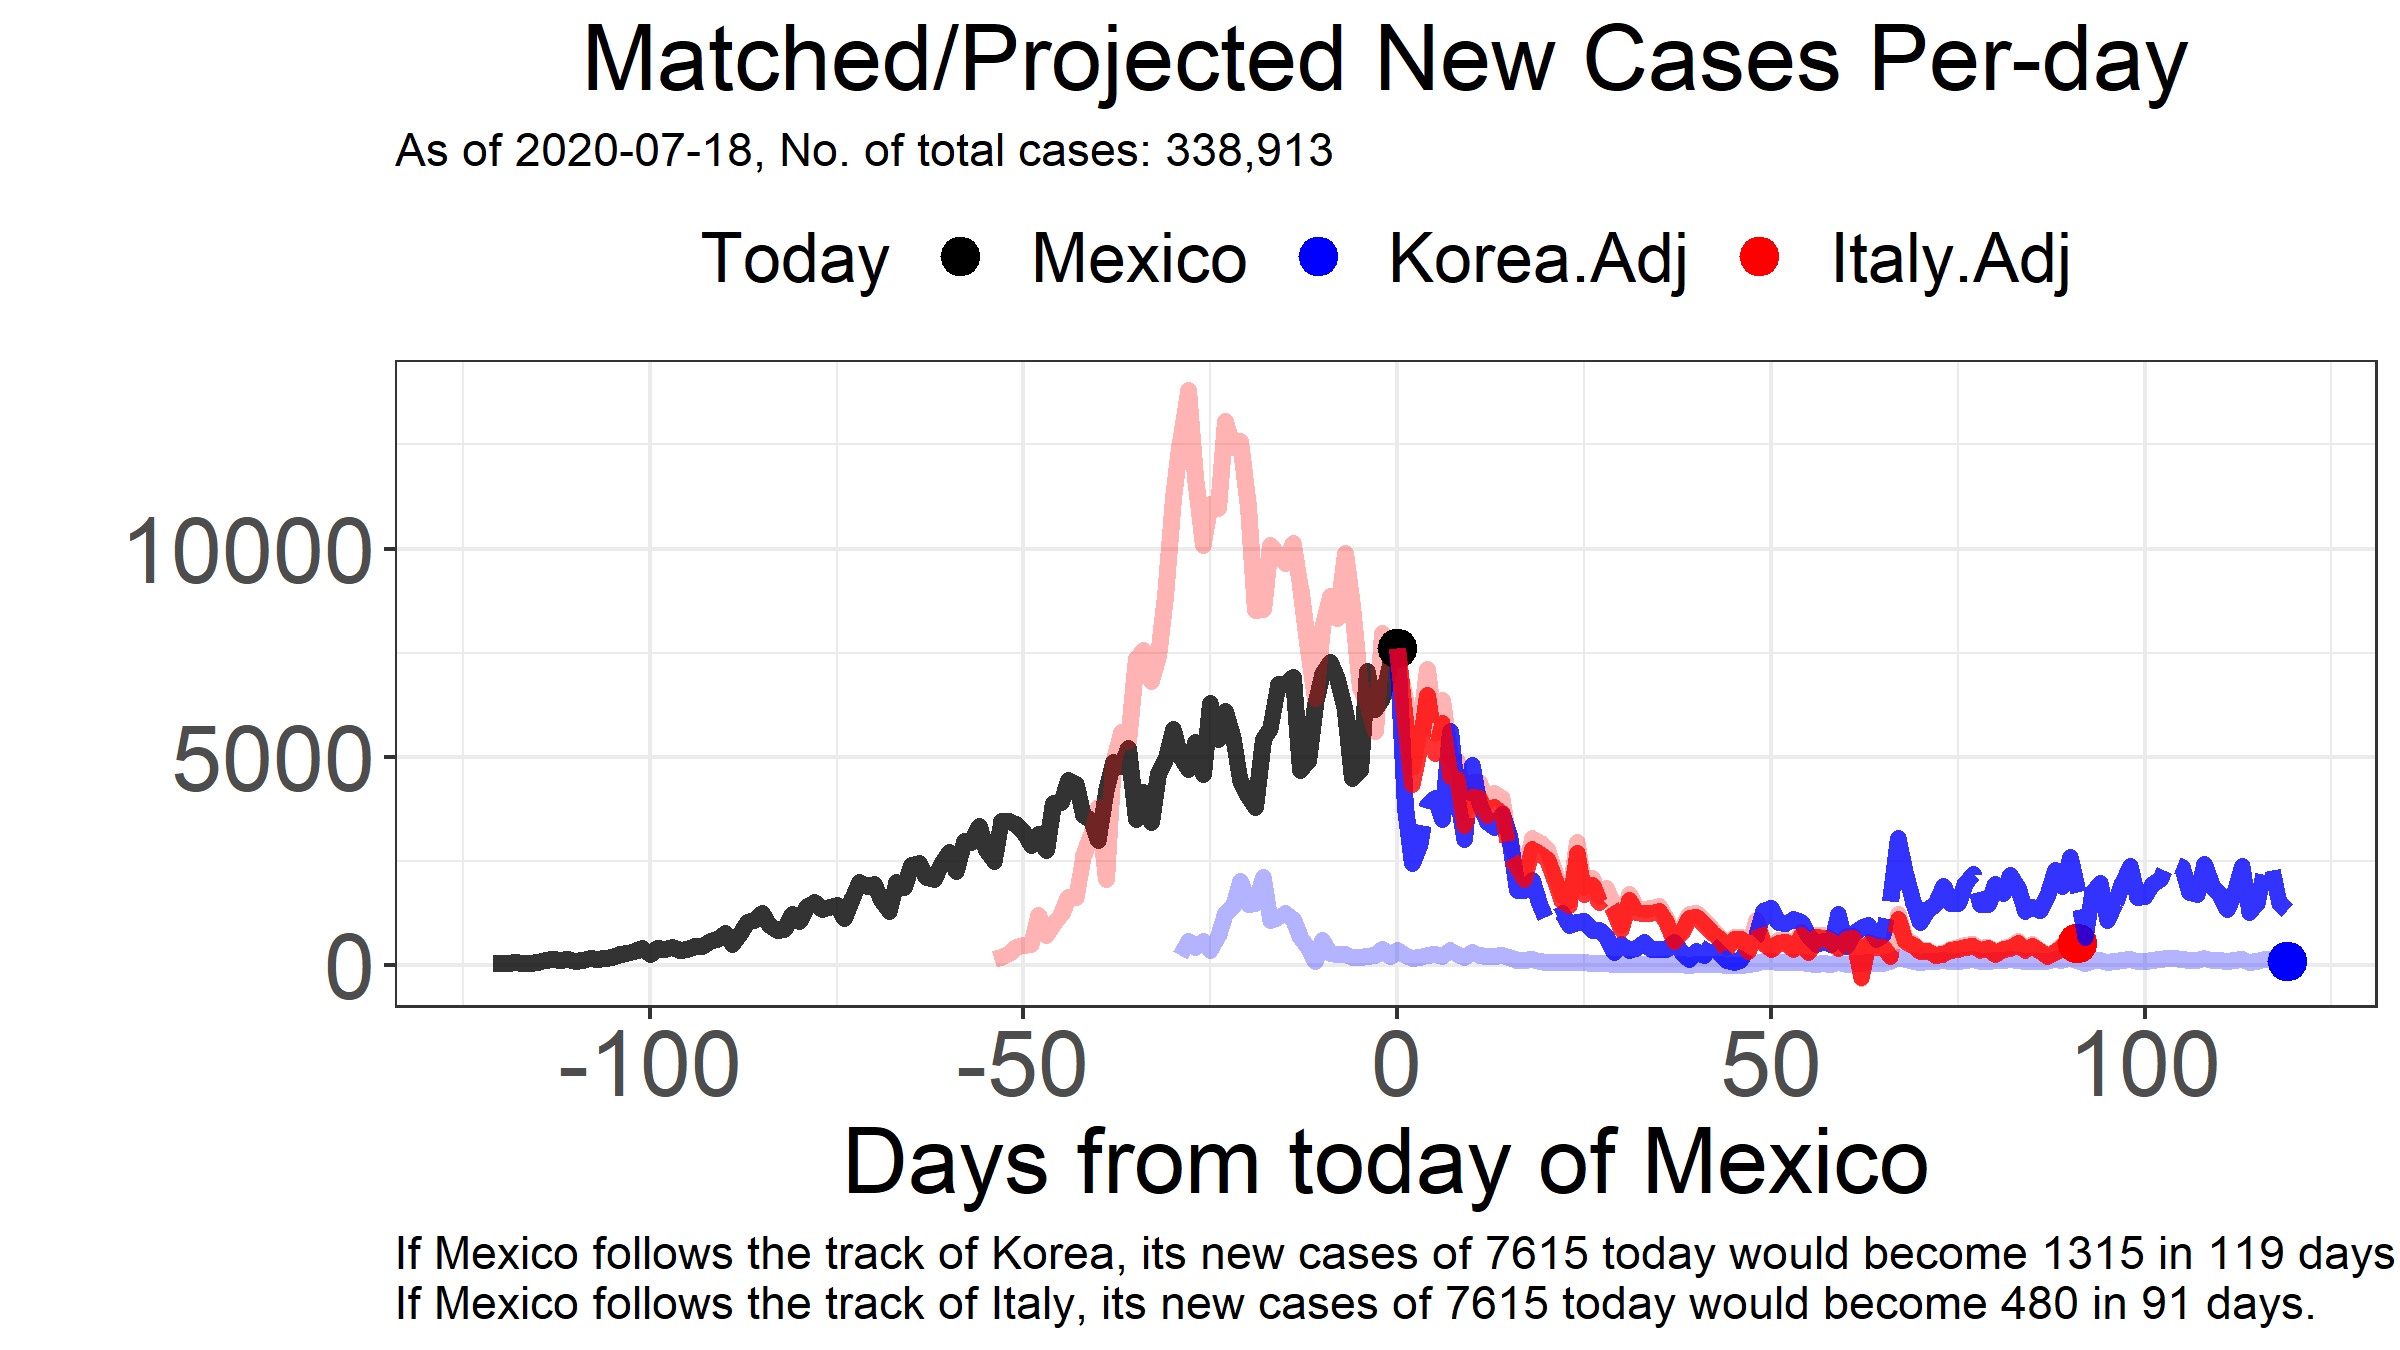 Matched/Projected New Cases Per-day
As of 2020-07-18, No. of total cases: 338,913
Today Mexico Korea.Adj Italy.Adj
10000
5000
0
-100 -50 0 50 100
Days from today of Mexico
If Mexico follows the track of Korea, its new cases of 7615 today would become 1315 in 119 days
If Mexico follows the track of Italy, its new cases of 7615 today would become 480 in 91 days.